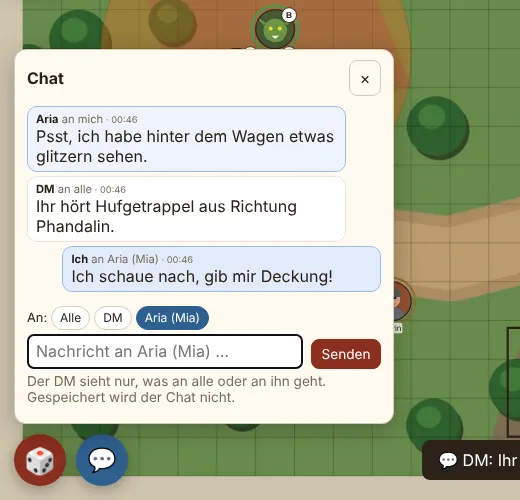 B
Chat
×
Aria an mich · 00:46
Psst, ich habe hinter dem Wagen etwas
glitzern sehen.
DM an alle · 00:46
Ihr hört Hufgetrappel aus Richtung
Phandalin.
Ich an Aria (Mia) · 00:46
Ich schaue nach, gib mir Deckung!
An: Alle DM Aria (Mia)
Nachricht an Aria (Mia) ...
Senden
Der DM sieht nur, was an alle oder an ihn geht.
Gespeichert wird der Chat nicht.
DM: Ihr